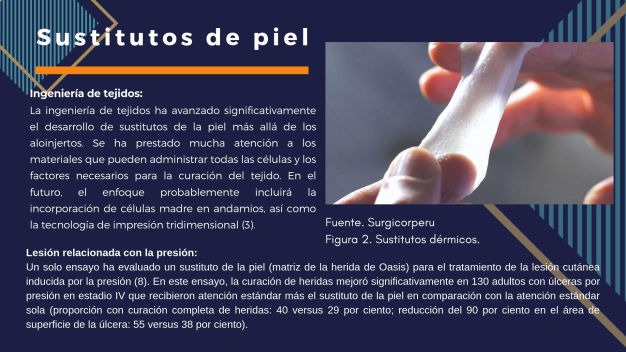 Sustitutos de piel
Ingeniería de tejidos:
La ingeniería de tejidos ha avanzado significativamente
el desarrollo de sustitutos de la piel más allá de los
aloinjertos. Se ha prestado mucha atención a los
materiales que pueden administrar todas las células y los
factores necesarios para la curación del tejido. En el
futuro, el enfoque probablemente incluirá la
incorporación de células madre en andamios, así como
la tecnología de impresión tridimensional (3).
Fuente. Surgicorperu
Figura 2. Sustitutos dérmicos.
Lesión relacionada con la presión:
Un solo ensayo ha evaluado un sustituto de la piel (matriz de la herida de Oasis) para el tratamiento de la lesión cutánea
inducida por la presión (8). En este ensayo, la curación de heridas mejoró significativamente en 130 adultos con úlceras por
presión en estadio IV que recibieron atención estándar más el sustituto de la piel en comparación con la atención estándar
sola (proporción con curación completa de heridas: 40 versus 29 por ciento; reducción del 90 por ciento en el área de
superficie de la úlcera: 55 versus 38 por ciento).